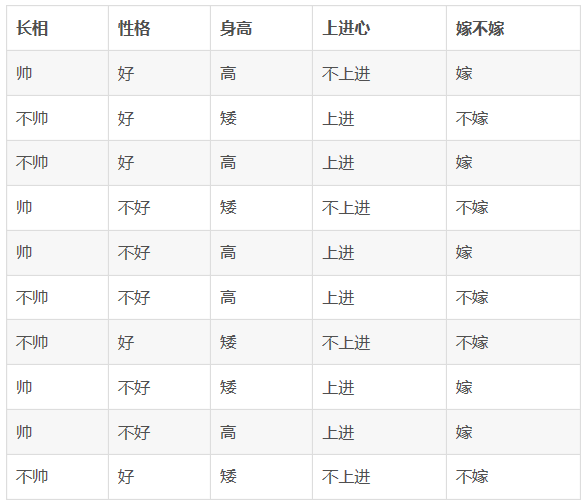 长相 性格 身高 上进心 嫁不嫁
帅 好 高 不上进 嫁
不帅 好 矮 上进 不嫁
不帅 好 高 上进 嫁
帅 不好 矮 不上进 不嫁
帅 不好 高 上进 嫁
不帅 不好 高 上进 不嫁
不帅 好 矮 不上进 不嫁
帅 不好 矮 上进 嫁
帅 不好 高 上进 嫁
不帅 好 矮 不上进 不嫁